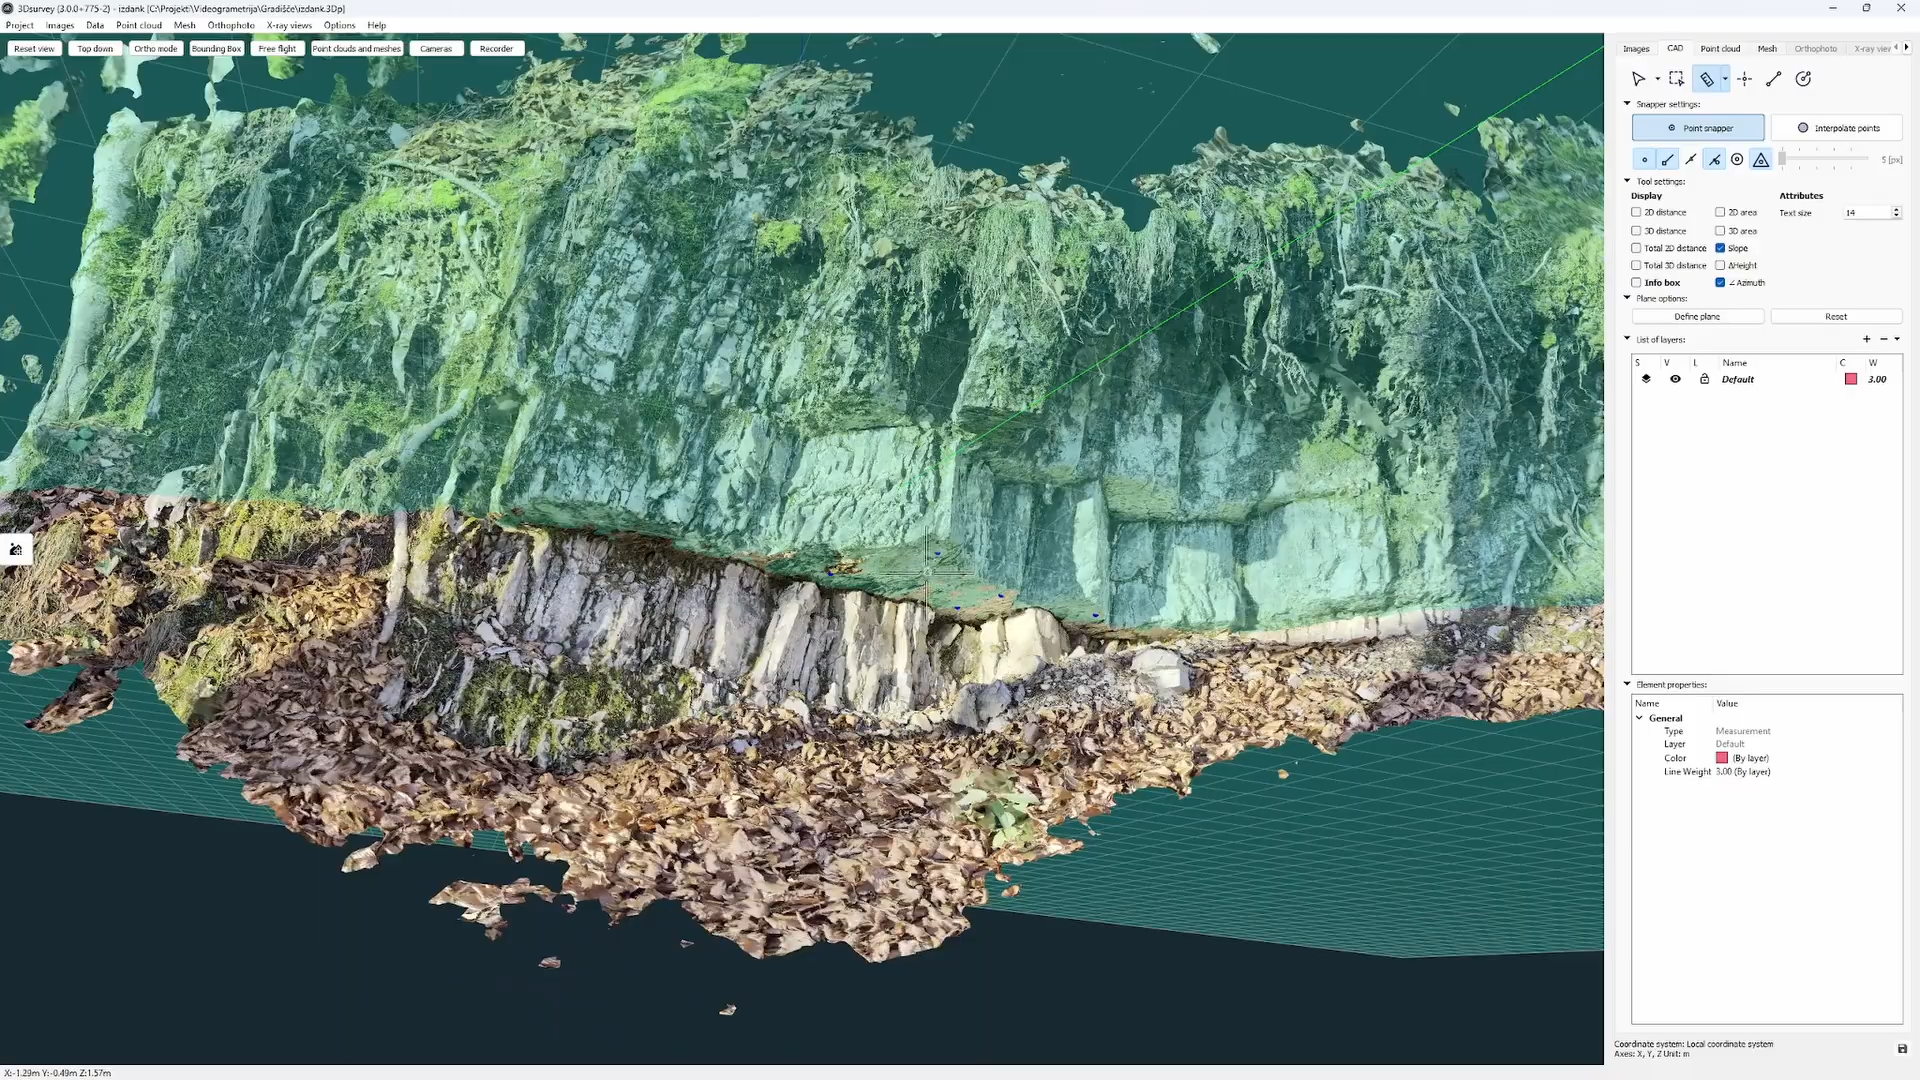 3Dsurvey (3.0.0+775-2) - izdank [C:\Projekti\Videogrametrija\Gradišče\izdank.3Dp]
Project Images Data Point cloud Mesh Orthophoto X-ray views Options Help
Reset view Top down Ortho mode Bounding Box Free flight Point clouds and meshes Cameras Recorder
Images CAD Point cloud Mesh Orthophoto X-ray viev
Snapper settings:
Point snapper Interpolate points
5 [px]
Tool settings:
Display Attributes
2D distance 2D area Text size 14
3D distance 3D area
Total 2D distance Slope
Total 3D distance ΔHeight
Info box ∠ Azimuth
Plane options:
Define plane Reset
List of layers:
S V L Name C W
Default 3.00
Element properties:
Name Value
General
Type Measurement
Layer Default
Color (By layer)
Line Weight 3.00 (By layer)
Coordinate system: Local coordinate system
Axes: X, Y, Z Unit: m
X:-1.29m Y:-0.49m Z:1.57m